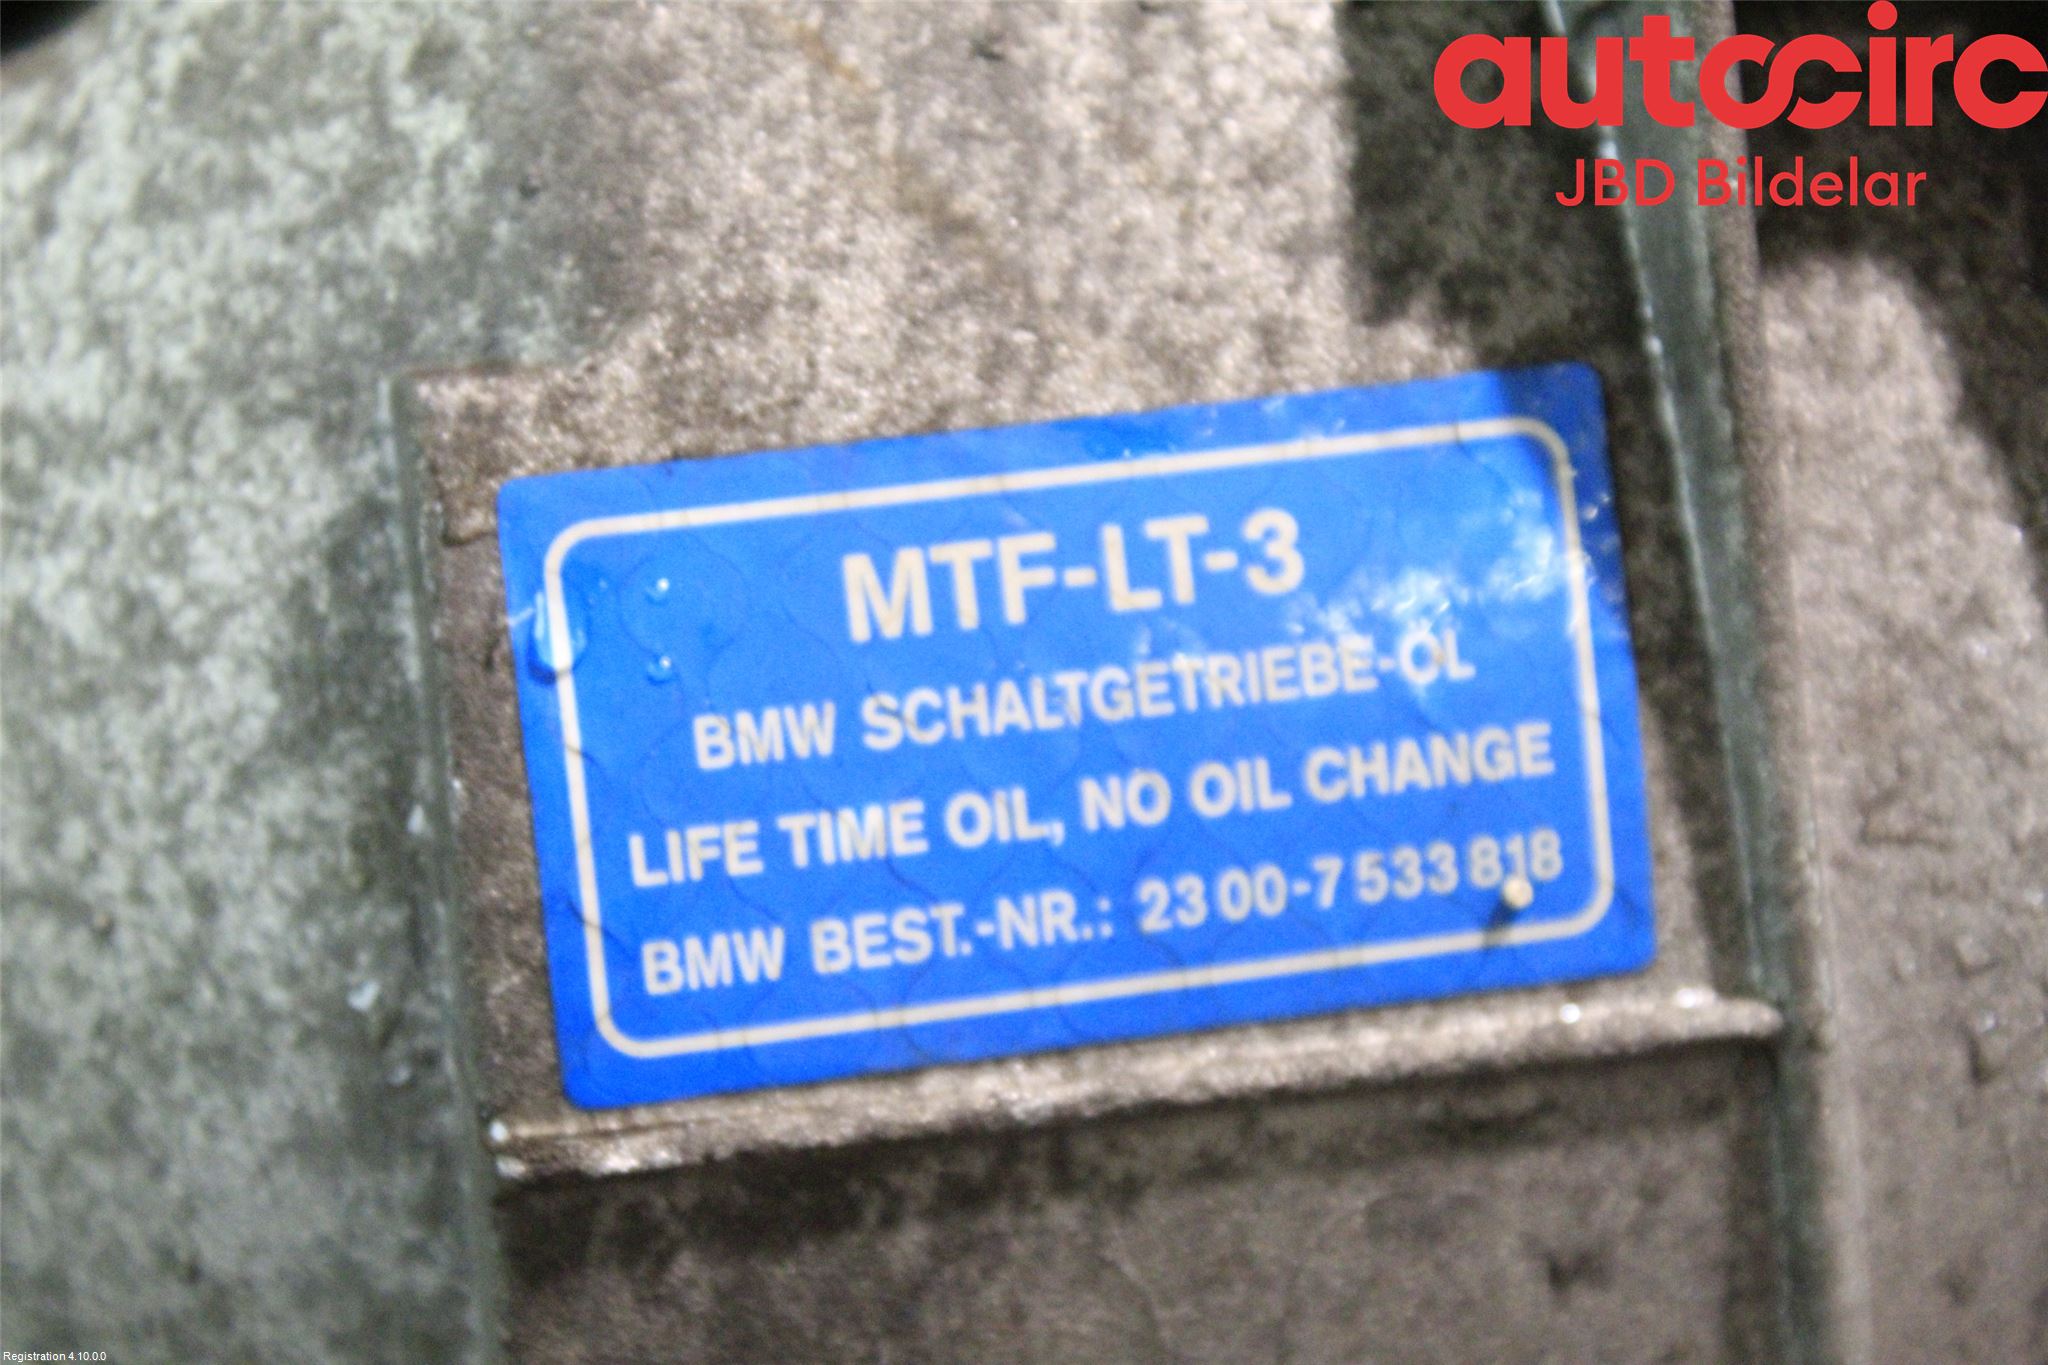 autocirc
JBD Bildelar
MTF-LT-3
BMW SCHALTGETRIEBE-ÖL
LIFE TIME OIL, NO OIL CHANGE
BMW BEST.-NR.: 23 00-7 533 818
Registration 4.10.0.0